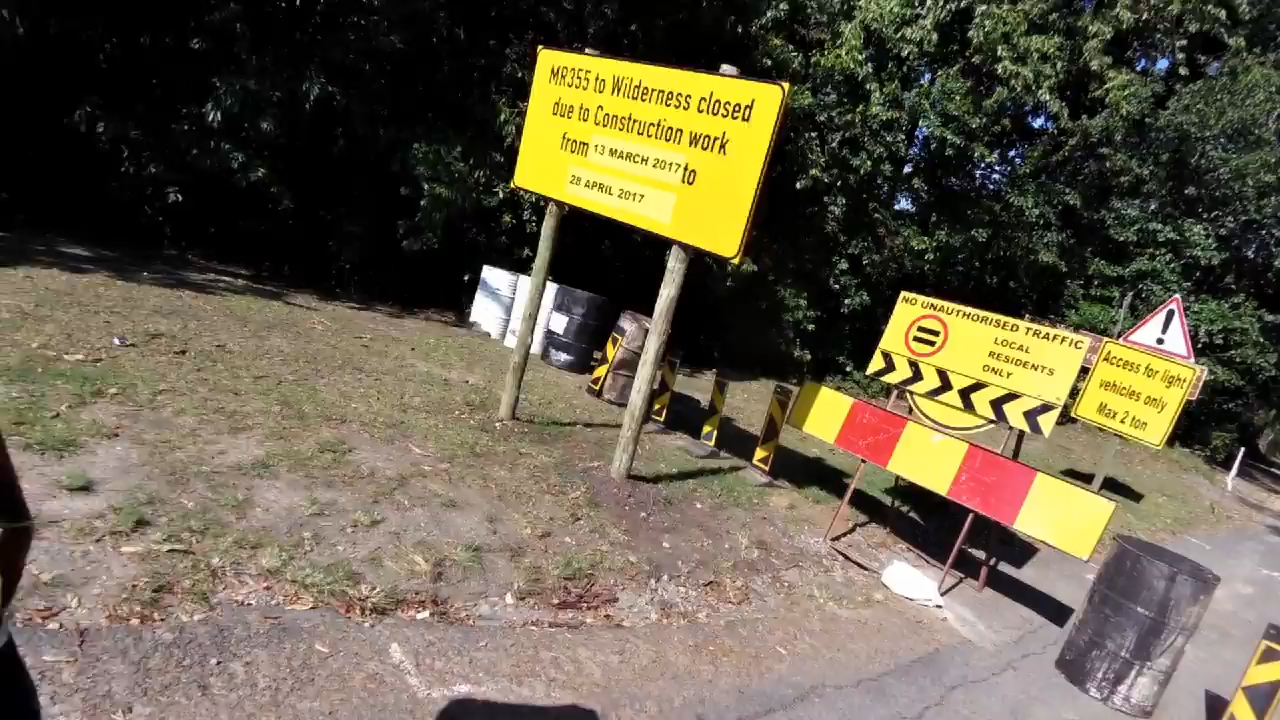 MR355 to Wilderness closed
due to Construction work
from 13 MARCH 2017 to
28 APRIL 2017
NO UNAUTHORISED TRAFFIC
LOCAL
RESIDENTS
ONLY
Access for light
vehicles only
Max 2 ton